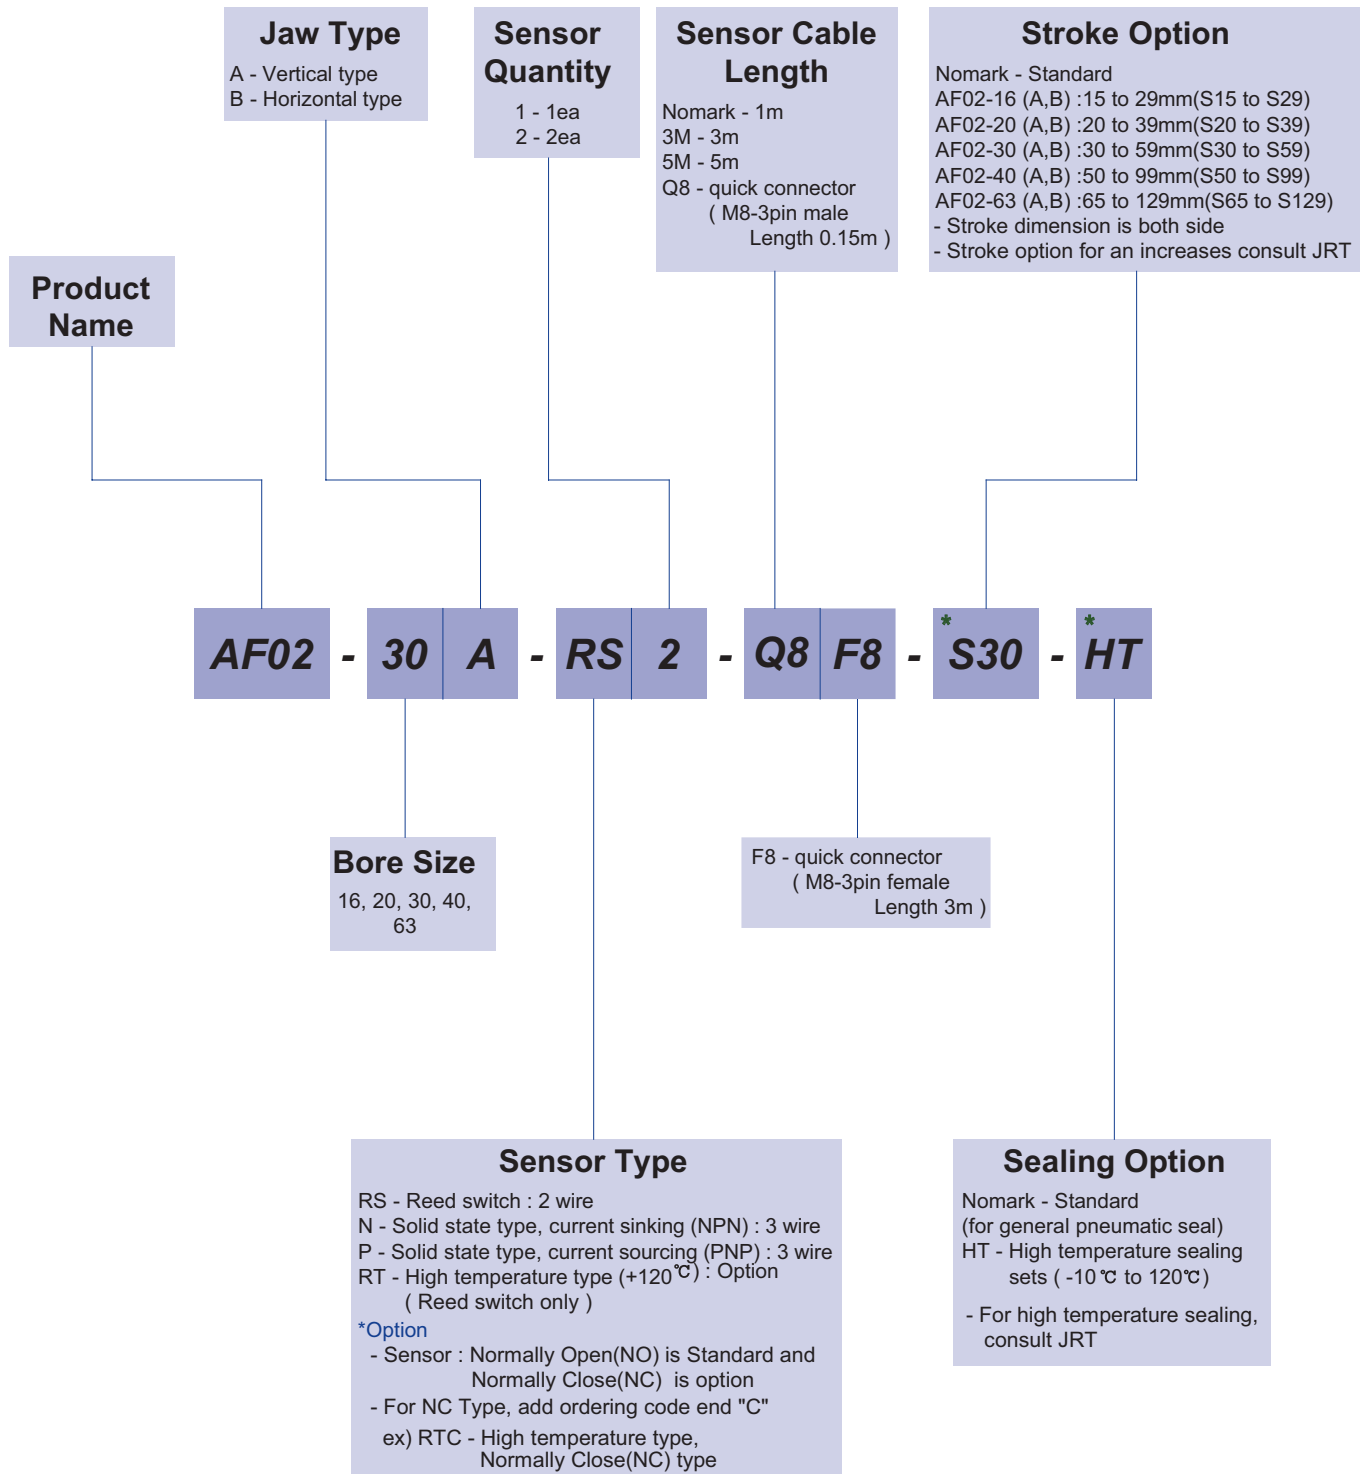 Jaw Type
A - Vertical type
B - Horizontal type
Sensor
Quantity
1 - 1ea
2 - 2ea
Sensor Cable
Length
Nomark - 1m
3M - 3m
5M - 5m
Q8 - quick connector
( M8-3pin male
Length 0.15m )
Stroke Option
Nomark - Standard
AF02-16 (A,B) :15 to 29mm(S15 to S29)
AF02-20 (A,B) :20 to 39mm(S20 to S39)
AF02-30 (A,B) :30 to 59mm(S30 to S59)
AF02-40 (A,B) :50 to 99mm(S50 to S99)
AF02-63 (A,B) :65 to 129mm(S65 to S129)
- Stroke dimension is both side
- Stroke option for an increases consult JRT
Product
Name
AF02 - 30 A - RS 2 - Q8 F8 - *S30 - *HT
Bore Size
16, 20, 30, 40,
63
F8 - quick connector
( M8-3pin female
Length 3m )
Sensor Type
RS - Reed switch : 2 wire
N - Solid state type, current sinking (NPN) : 3 wire
P - Solid state type, current sourcing (PNP) : 3 wire
RT - High temperature type (+120℃) : Option
( Reed switch only )
*Option
- Sensor : Normally Open(NO) is Standard and
Normally Close(NC) is option
- For NC Type, add ordering code end "C"
ex) RTC - High temperature type,
Normally Close(NC) type
Sealing Option
Nomark - Standard
(for general pneumatic seal)
HT - High temperature sealing
sets ( -10℃ to 120℃)
- For high temperature sealing,
consult JRT